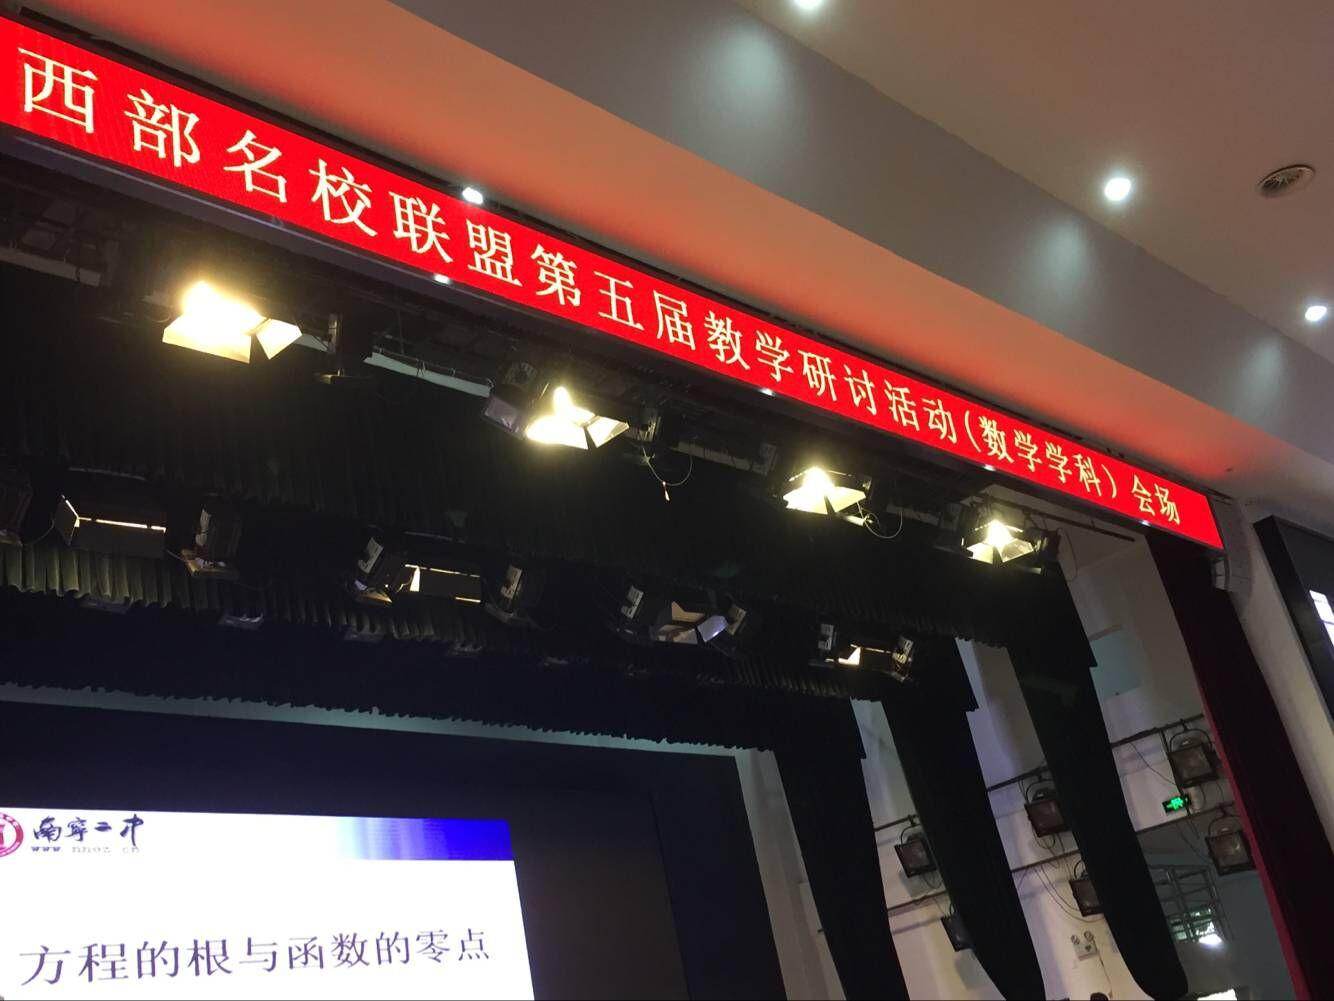 西部名校联盟第五届教学研讨活动(数学学科)会场
南宁二中
www.nnez.cn
方程的根与函数的零点